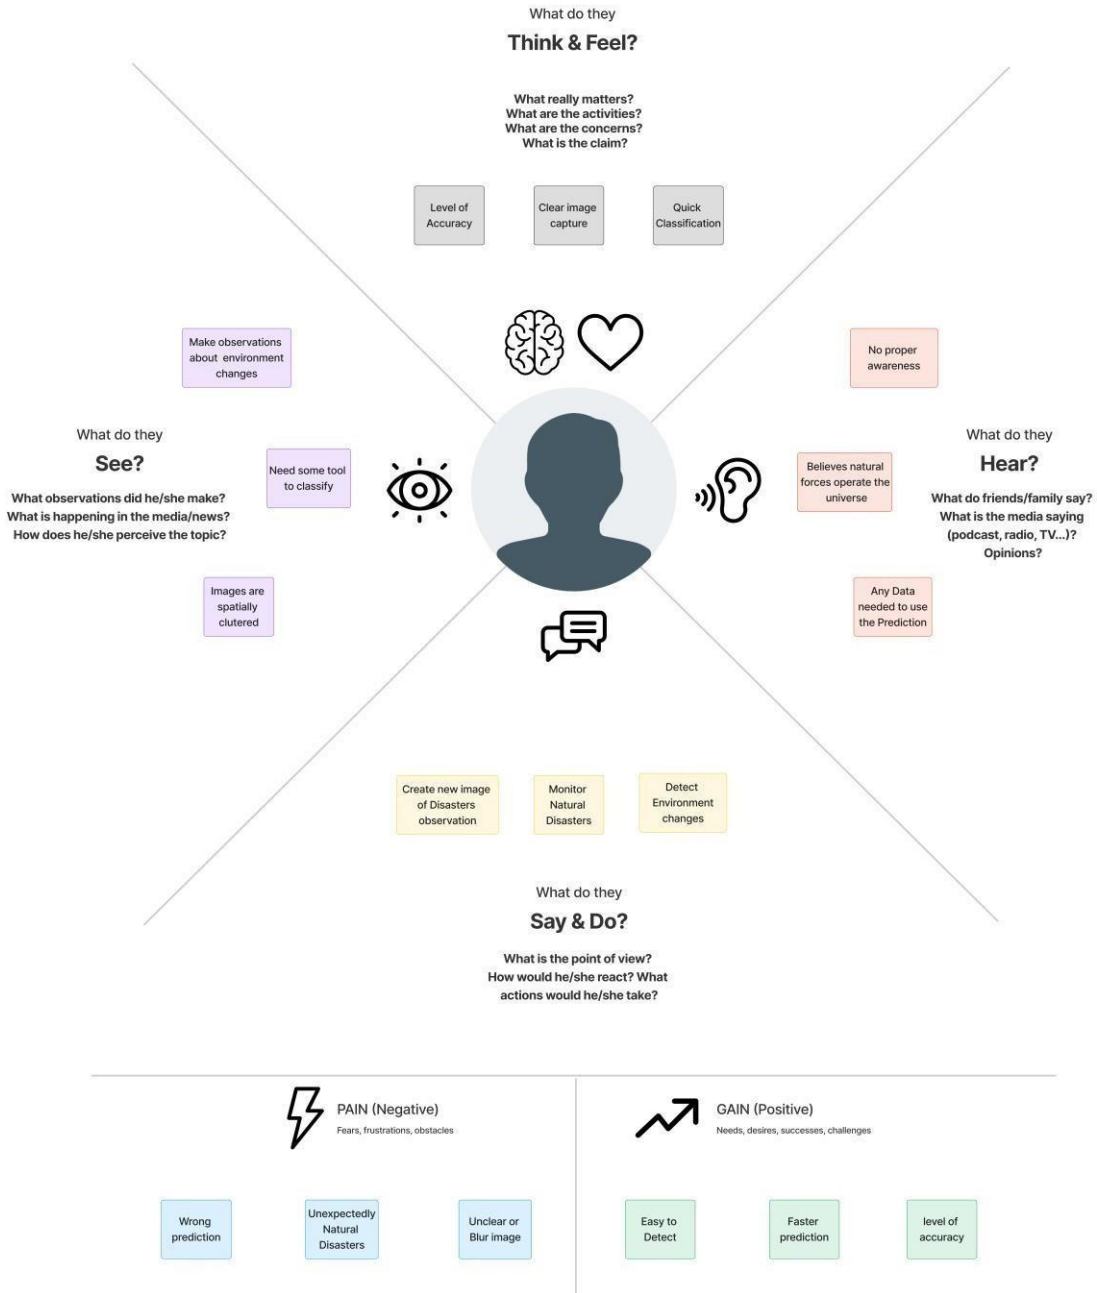 What do they
Think & Feel?
What really matters?
What are the activities?
What are the concerns?
What is the claim?
Level of
Accuracy
Clear image
capture
Quick
Classification
Make observations
about environment
changes
No proper
awareness
What do they
See?
What observations did he/she make?
What is happening in the media/news?
How does he/she perceive the topic?
Need some tool
to classify
Images are
spatially
clutered
Believes natural
forces operate the
universe
What do they
Hear?
What do friends/family say?
What is the media saying
(podcast, radio, TV...)?
Opinions?
Any Data
needed to use
the Prediction
Create new image
of Disasters
observation
Monitor
Natural
Disasters
Detect
Environment
changes
What do they
Say & Do?
What is the point of view?
How would he/she react? What
actions would he/she take?
PAIN (Negative)
Fears, frustrations, obstacles
GAIN (Positive)
Needs, desires, successes, challenges
Wrong
prediction
Unexpectedly
Natural
Disasters
Unclear or
Blur image
Easy to
Detect
Faster
prediction
level of
accuracy